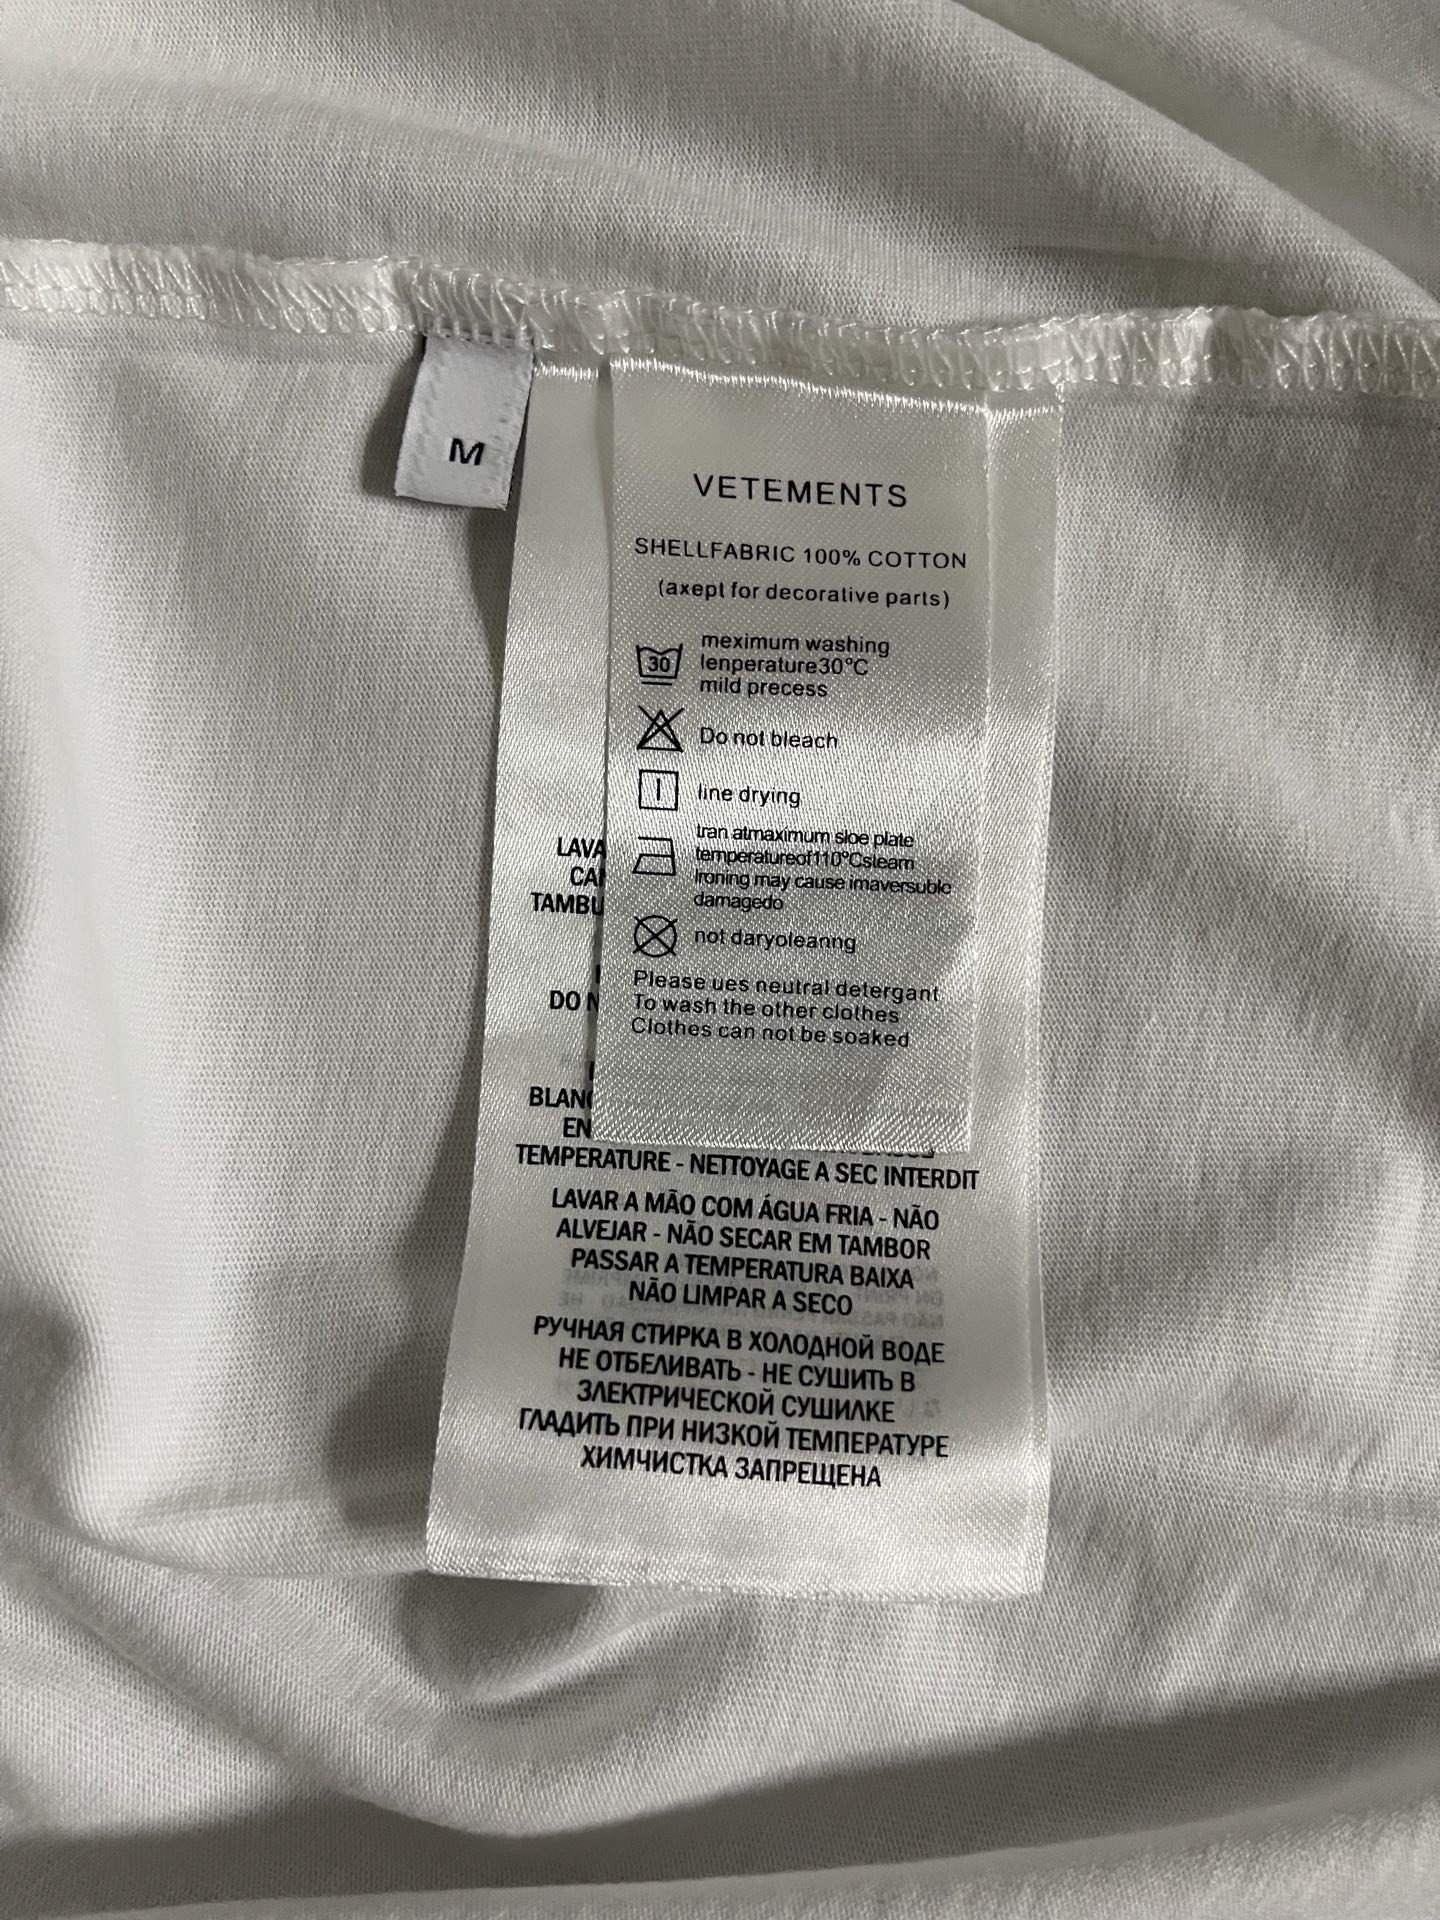 M
VETEMENTS
SHELLFABRIC 100% COTTON
(axept for decorative parts)
30
meximum washing
lenperature30°C
mild precess
Do not bleach
line drying
tran atmaximum sloe plate
temperatureof110°Csleam
Ironing may cause imaversublc
damagedo
not daryoleanng
Please ues neutral detergant
To wash the other clothes
Clothes can not be soaked
LAVA
CAN
TAMBU
DO N
BLANC
EN
TEMPERATURE - NETTOYAGE A SEC INTERDIT
LAVAR A MÃO COM ÁGUA FRIA - NÃO
ALVEJAR - NÃO SECAR EM TAMBOR
PASSAR A TEMPERATURA BAIXA
NÃO LIMPAR A SECO
РУЧНАЯ СТИРКА В ХОЛОДНОЙ ВОДЕ
НЕ ОТБЕЛИВАТЬ - НЕ СУШИТЬ В
ЗЛЕКТРИЧЕСКОЙ СУШИЛКЕ
ГЛАДИТЬ ПРИ НИЗКОЙ ТЕМПЕРАТУРЕ
ХИМЧИСТКА ЗАПРЕЩЕНА